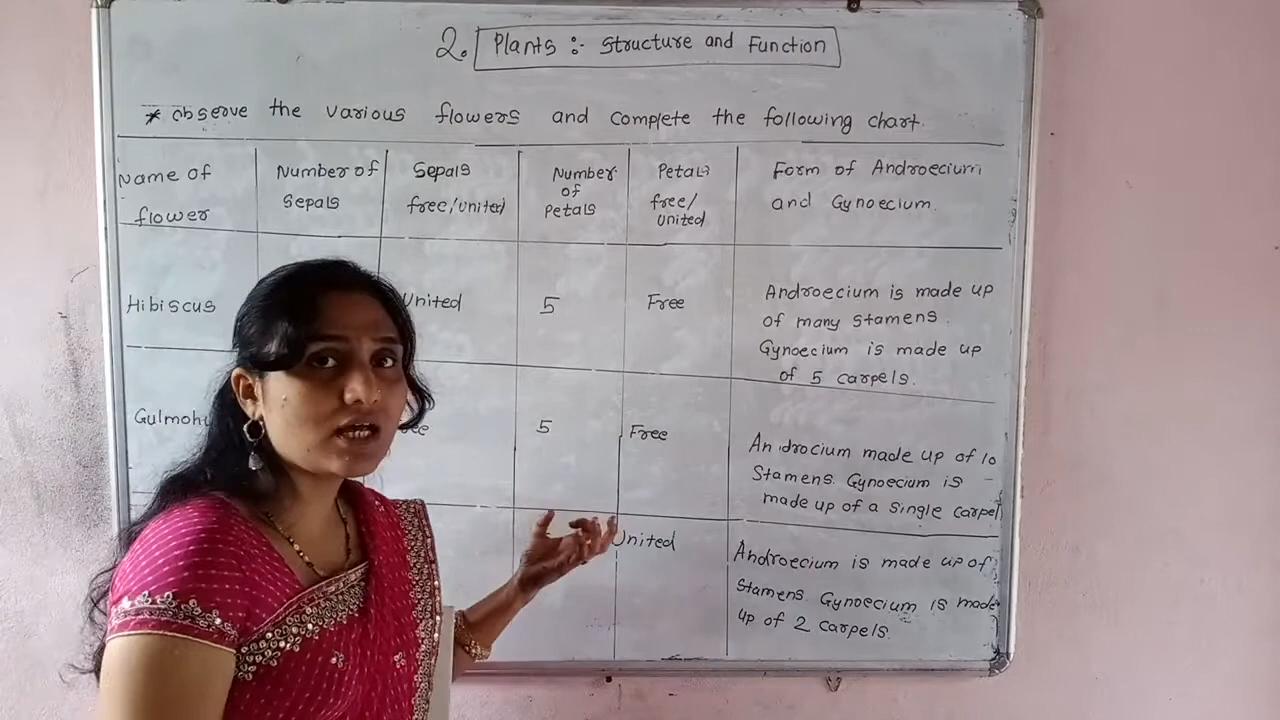 2. Plants :- Structure and Function
* observe the various flowers and complete the following chart.
Name of flower
Number of Sepals
Sepals free/united
Number of Petals
Petals free/united
Form of Androecium and Gynoecium.
Hibiscus
United
5
Free
Androecium is made up
of many stamens.
Gynoecium is made up
of 5 carpels.
5
Free
Androcium made up of 10
Stamens. Gynoecium is
made up of a single carpel
United
Androecium is made up of
Stamens. Gynoecium is made
up of 2 carpels.